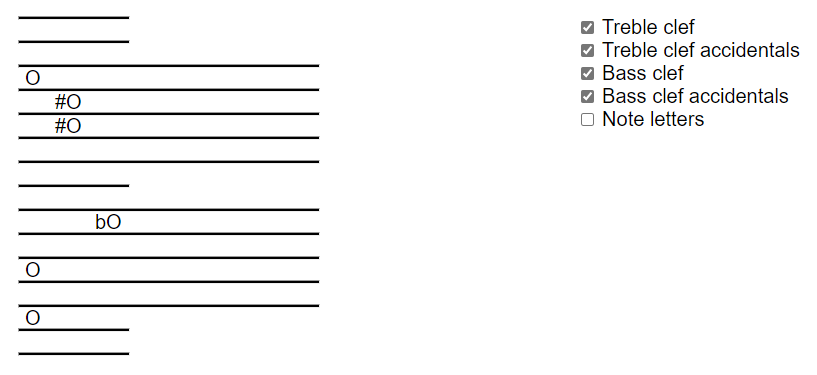 O
#O
#O
bO
O
O
Treble clef
Treble clef accidentals
Bass clef
Bass clef accidentals
Note letters